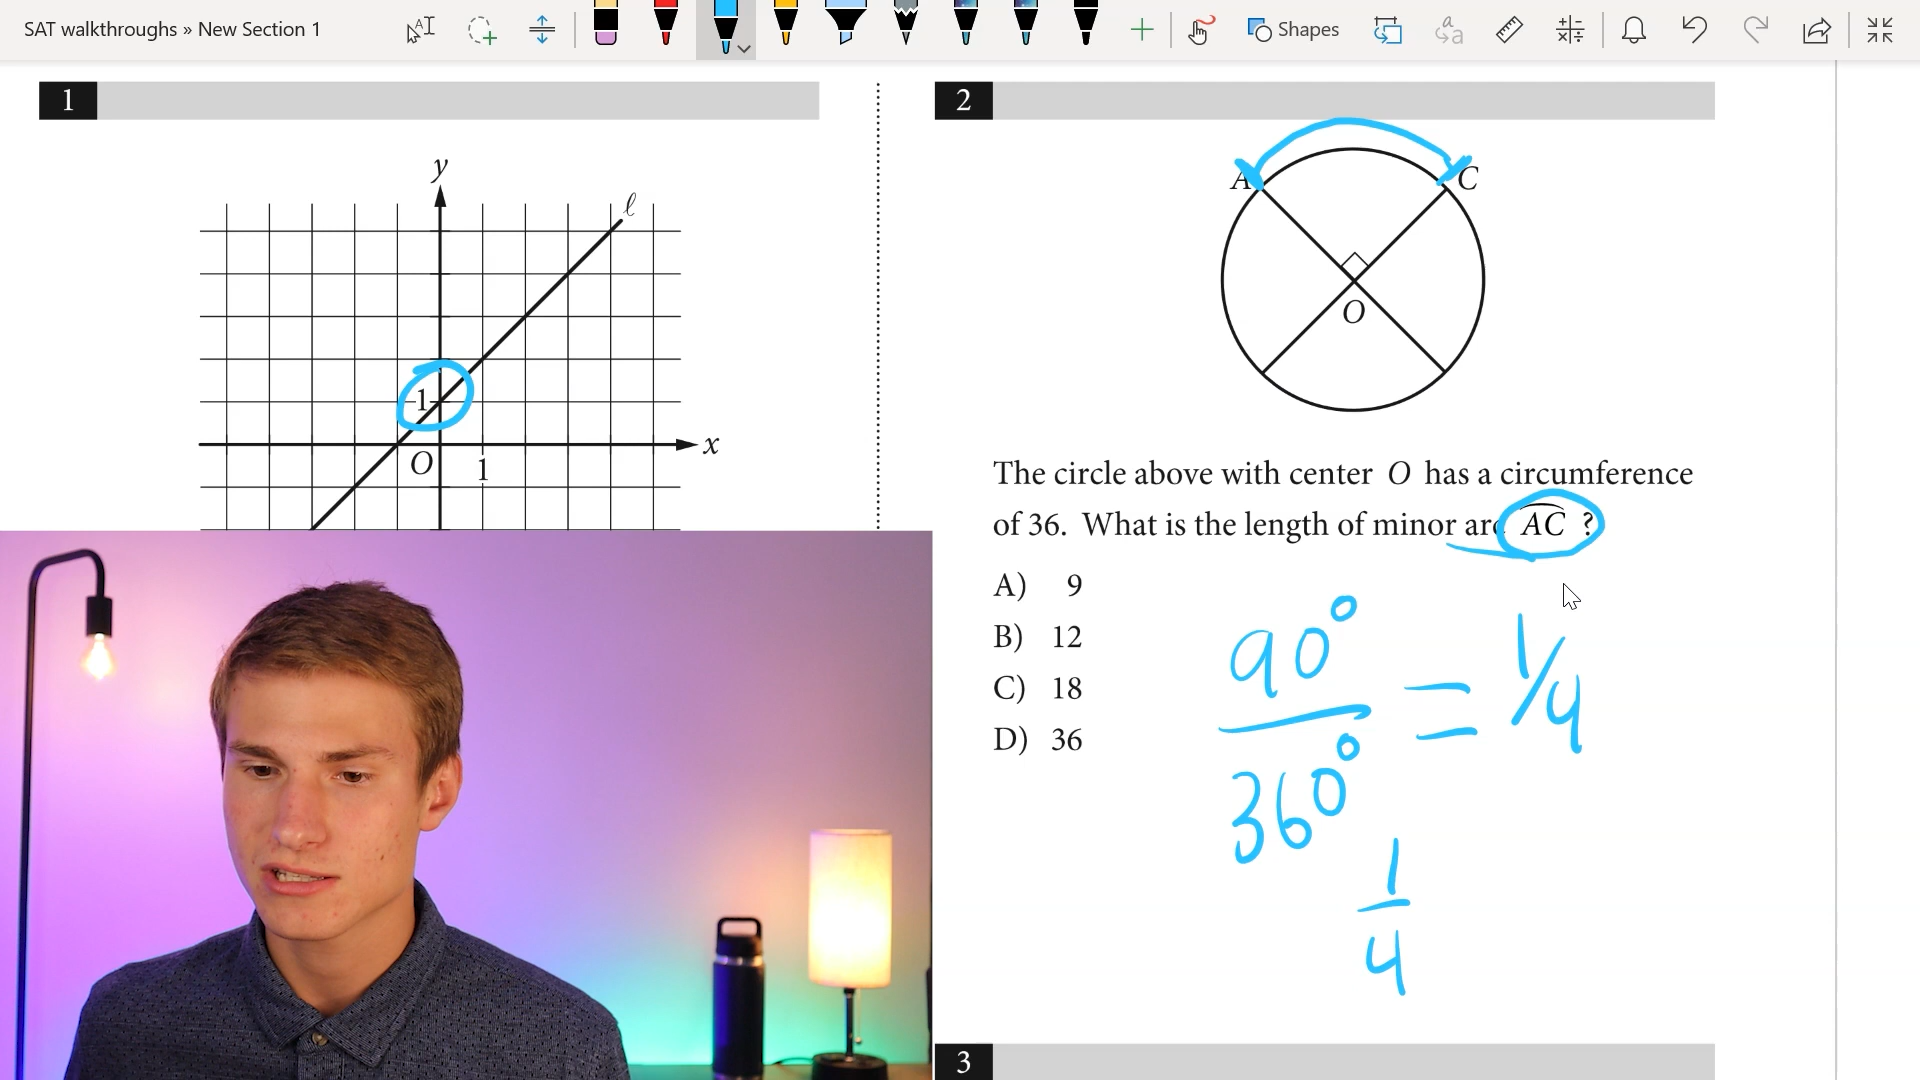 SAT walkthroughs » New Section 1
Shapes
1
y
ℓ
1
O
1
x
2
A
C
O
The circle above with center O has a circumference
of 36. What is the length of minor arc AC ?
A) 9
B) 12
C) 18
D) 36
90°
360°
= 1/4
1
4
3